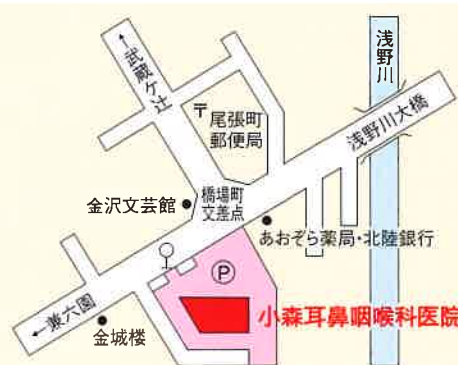 ←武蔵ヶ辻
浅野川
〒
尾張町
郵便局
浅野川大橋
金沢文芸館
橋場町
交差点
あおぞら薬局・北陸銀行
P
小森耳鼻咽喉科医院
←兼六園
金城楼